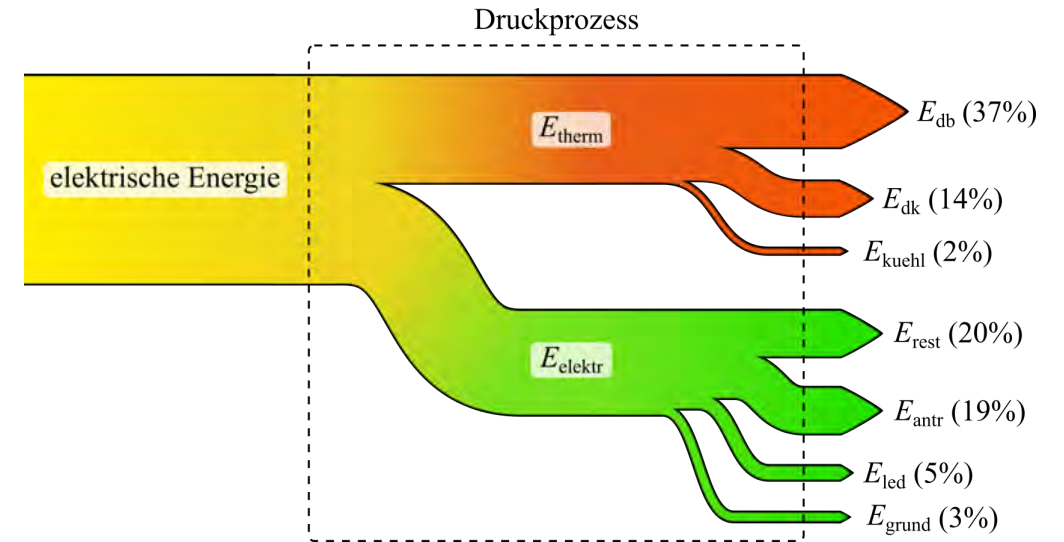 Druckprozess
elektrische Energie
E_therm
E_elektr
E_db (37%)
E_dk (14%)
E_kuehl (2%)
E_rest (20%)
E_antr (19%)
E_led (5%)
E_grund (3%)